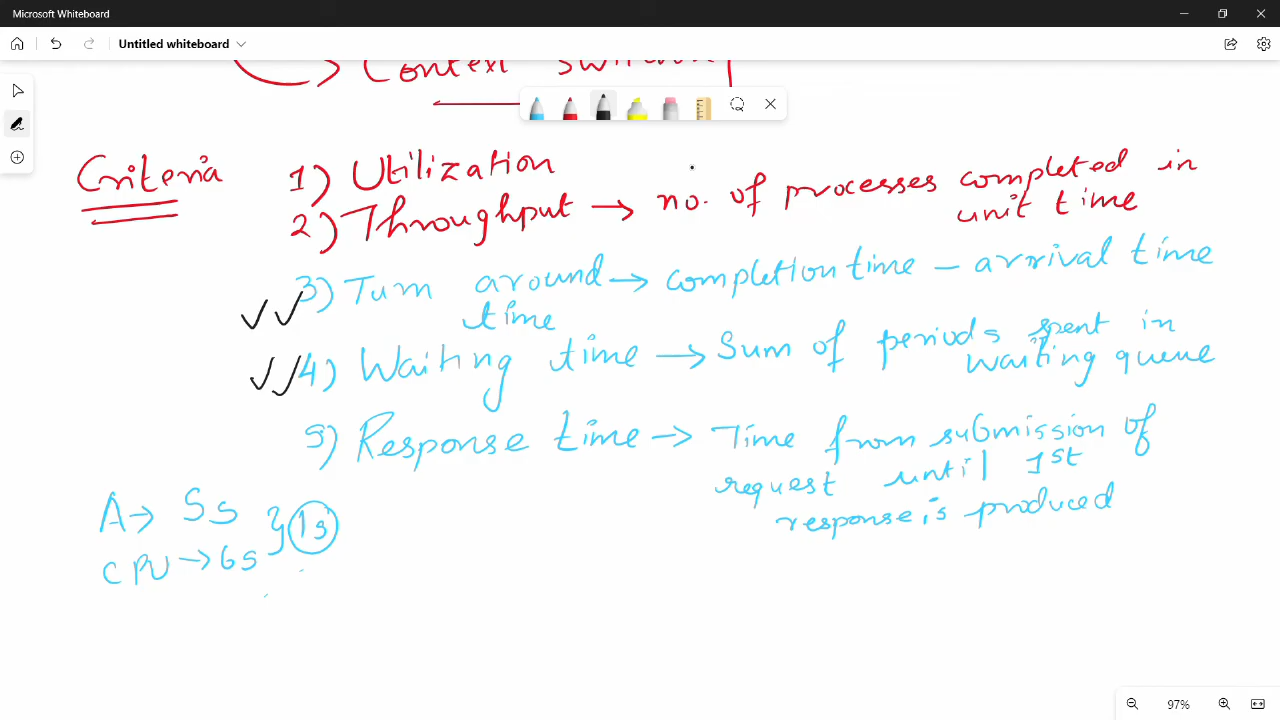 Microsoft Whiteboard
Untitled whiteboard
Context switching
Criteria
1) Utilization
2) Throughput → no. of processes completed in
unit time
3) Turn around → completion time – arrival time
time
4) Waiting time → Sum of periods spent in
waiting queue
5) Response time → Time from submission of
request until 1st
response is produced
A → 5s
CPU → 6s } 1s
97%